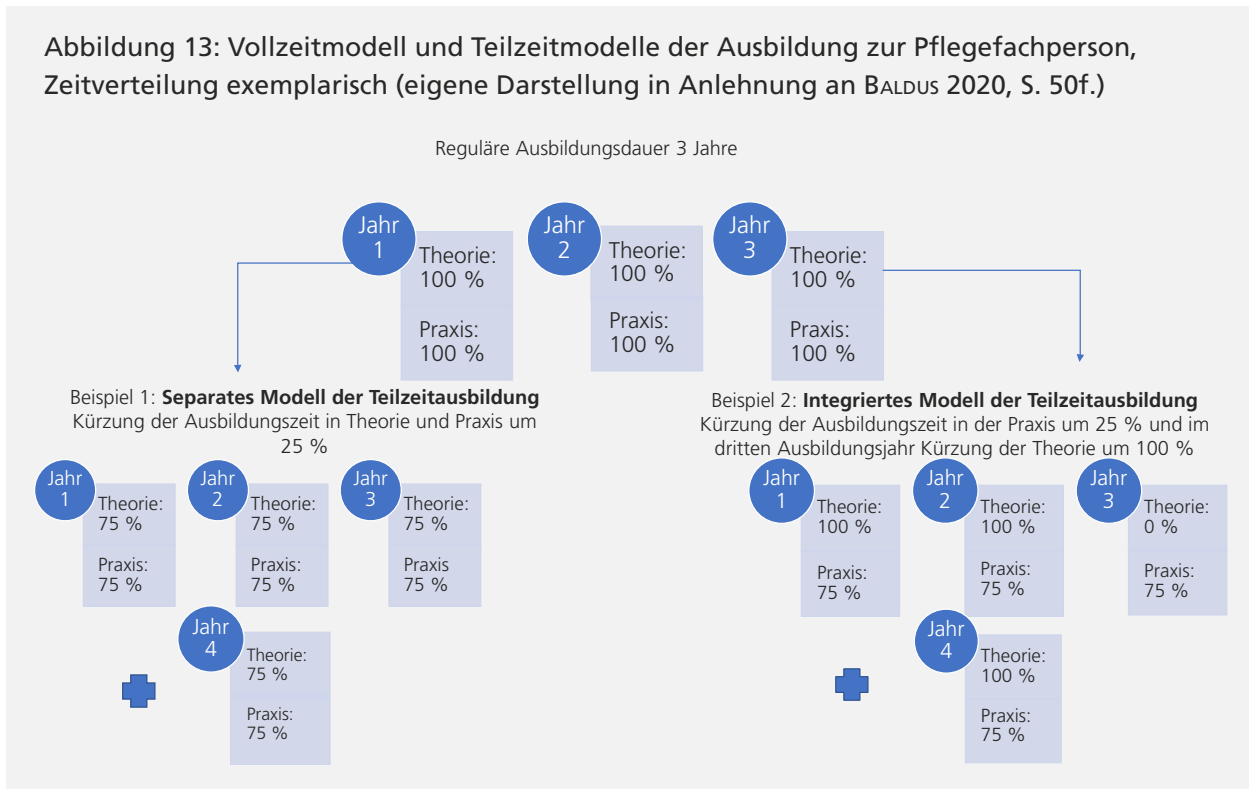 Abbildung 13: Vollzeitmodell und Teilzeitmodelle der Ausbildung zur Pflegefachperson,
Zeitverteilung exemplarisch (eigene Darstellung in Anlehnung an BALDUS 2020, S. 50f.)
Reguläre Ausbildungsdauer 3 Jahre
Jahr
1
Theorie:
100 %
Praxis:
100 %
Jahr
2
Theorie:
100 %
Praxis:
100 %
Jahr
3
Theorie:
100 %
Praxis:
100 %
Beispiel 1: Separates Modell der Teilzeitausbildung
Kürzung der Ausbildungszeit in Theorie und Praxis um
25 %
Jahr
1
Theorie:
75 %
Praxis:
75 %
Jahr
2
Theorie:
75 %
Praxis:
75 %
Jahr
3
Theorie:
75 %
Praxis
75 %
Jahr
4
Theorie:
75 %
Praxis:
75 %
Beispiel 2: Integriertes Modell der Teilzeitausbildung
Kürzung der Ausbildungszeit in der Praxis um 25 % und im
dritten Ausbildungsjahr Kürzung der Theorie um 100 %
Jahr
1
Theorie:
100 %
Praxis:
75 %
Jahr
2
Theorie:
100 %
Praxis:
75 %
Jahr
3
Theorie:
0 %
Praxis:
75 %
Jahr
4
Theorie:
100 %
Praxis:
75 %